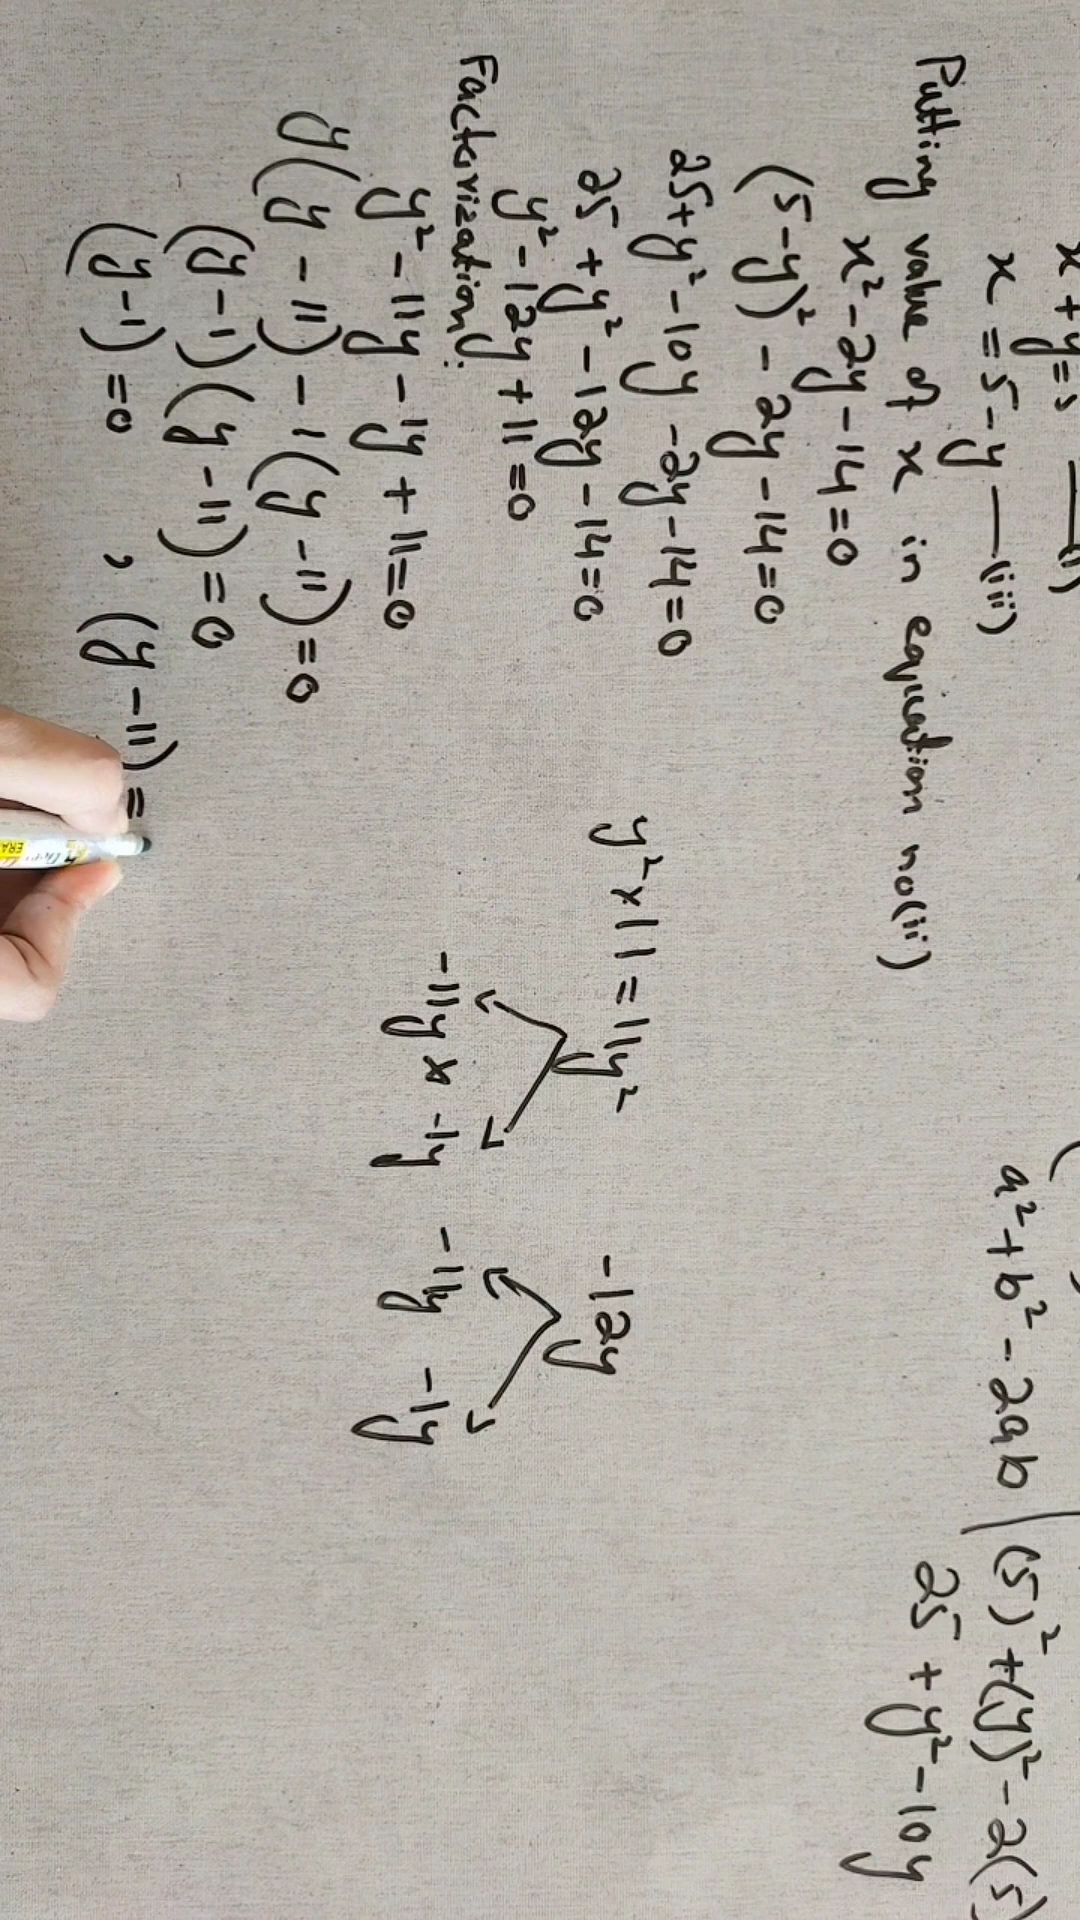 x + y = 5 — (i)
x = 5 - y — (iii)
Putting value of x in equation no(ii)
x² - 2y - 14 = 0
(5 - y)² - 2y - 14 = 0
25 + y² - 10y - 2y - 14 = 0
25 + y² - 12y - 14 = 0
y² - 12y + 11 = 0
Factorization:
y² - 11y - 1y + 11 = 0
y(y - 11) - 1(y - 11) = 0
(y - 1)(y - 11) = 0
(y - 1) = 0 , (y - 11) =
y² x 11 = 11y²
-11y x -1y
-12y
-11y -1y
a² + b² - 2ab
(5)² + (y)² - 2(5)
25 + y² - 10y